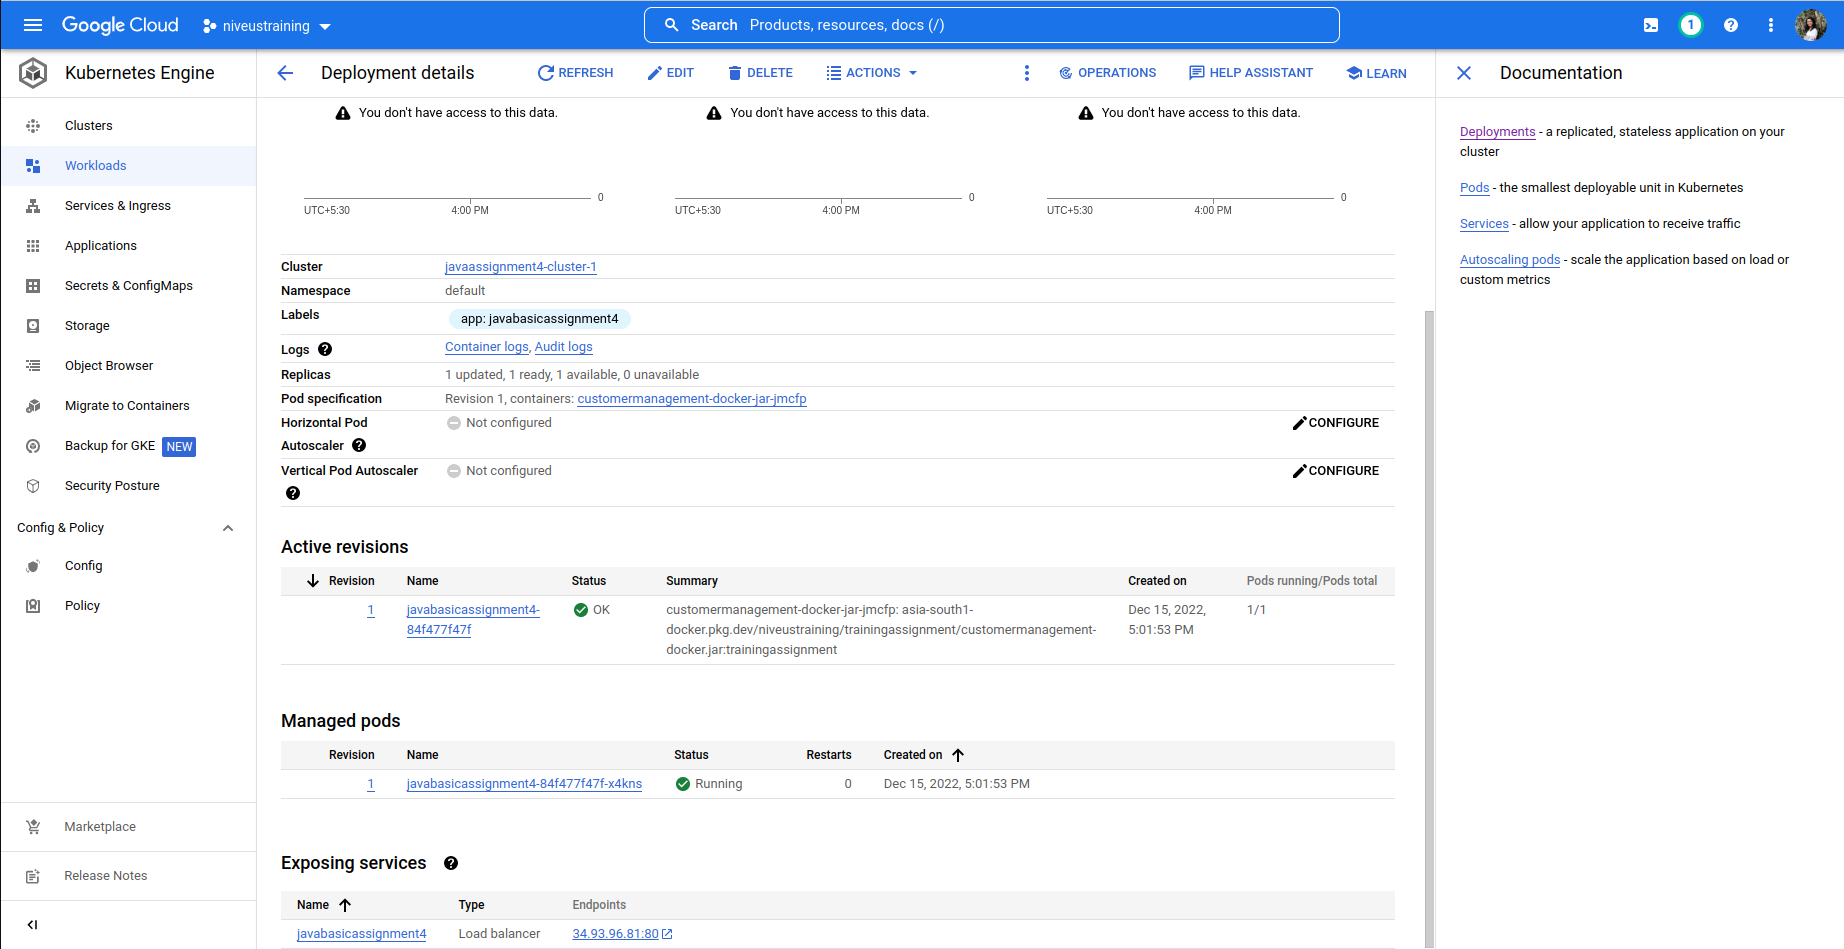 Google Cloud
niveustraining
Search Products, resources, docs (/)
1
Kubernetes Engine
Clusters
Workloads
Services & Ingress
Applications
Secrets & ConfigMaps
Storage
Object Browser
Migrate to Containers
Backup for GKE NEW
Security Posture
Config & Policy
Config
Policy
Marketplace
Release Notes
Deployment details
REFRESH
EDIT
DELETE
ACTIONS
OPERATIONS
HELP ASSISTANT
LEARN
You don't have access to this data. You don't have access to this data. You don't have access to this data.
0 0 0
UTC+5:30 4:00 PM UTC+5:30 4:00 PM UTC+5:30 4:00 PM
Cluster javaassignment4-cluster-1
Namespace default
Labels app: javabasicassignment4
Logs Container logs, Audit logs
Replicas 1 updated, 1 ready, 1 available, 0 unavailable
Pod specification Revision 1, containers: customermanagement-docker-jar-jmcfp
Horizontal Pod Not configured CONFIGURE
Autoscaler
Vertical Pod Autoscaler Not configured CONFIGURE
Active revisions
Revision Name Status Summary Created on Pods running/Pods total
1 javabasicassignment4- OK customermanagement-docker-jar-jmcfp: asia-south1- Dec 15, 2022, 1/1
84f477f47f docker.pkg.dev/niveustraining/trainingassignment/customermanagement- 5:01:53 PM
docker.jar:trainingassignment
Managed pods
Revision Name Status Restarts Created on
1 javabasicassignment4-84f477f47f-x4kns Running 0 Dec 15, 2022, 5:01:53 PM
Exposing services
Name Type Endpoints
javabasicassignment4 Load balancer 34.93.96.81:80
Documentation
Deployments - a replicated, stateless application on your
cluster
Pods - the smallest deployable unit in Kubernetes
Services - allow your application to receive traffic
Autoscaling pods - scale the application based on load or
custom metrics